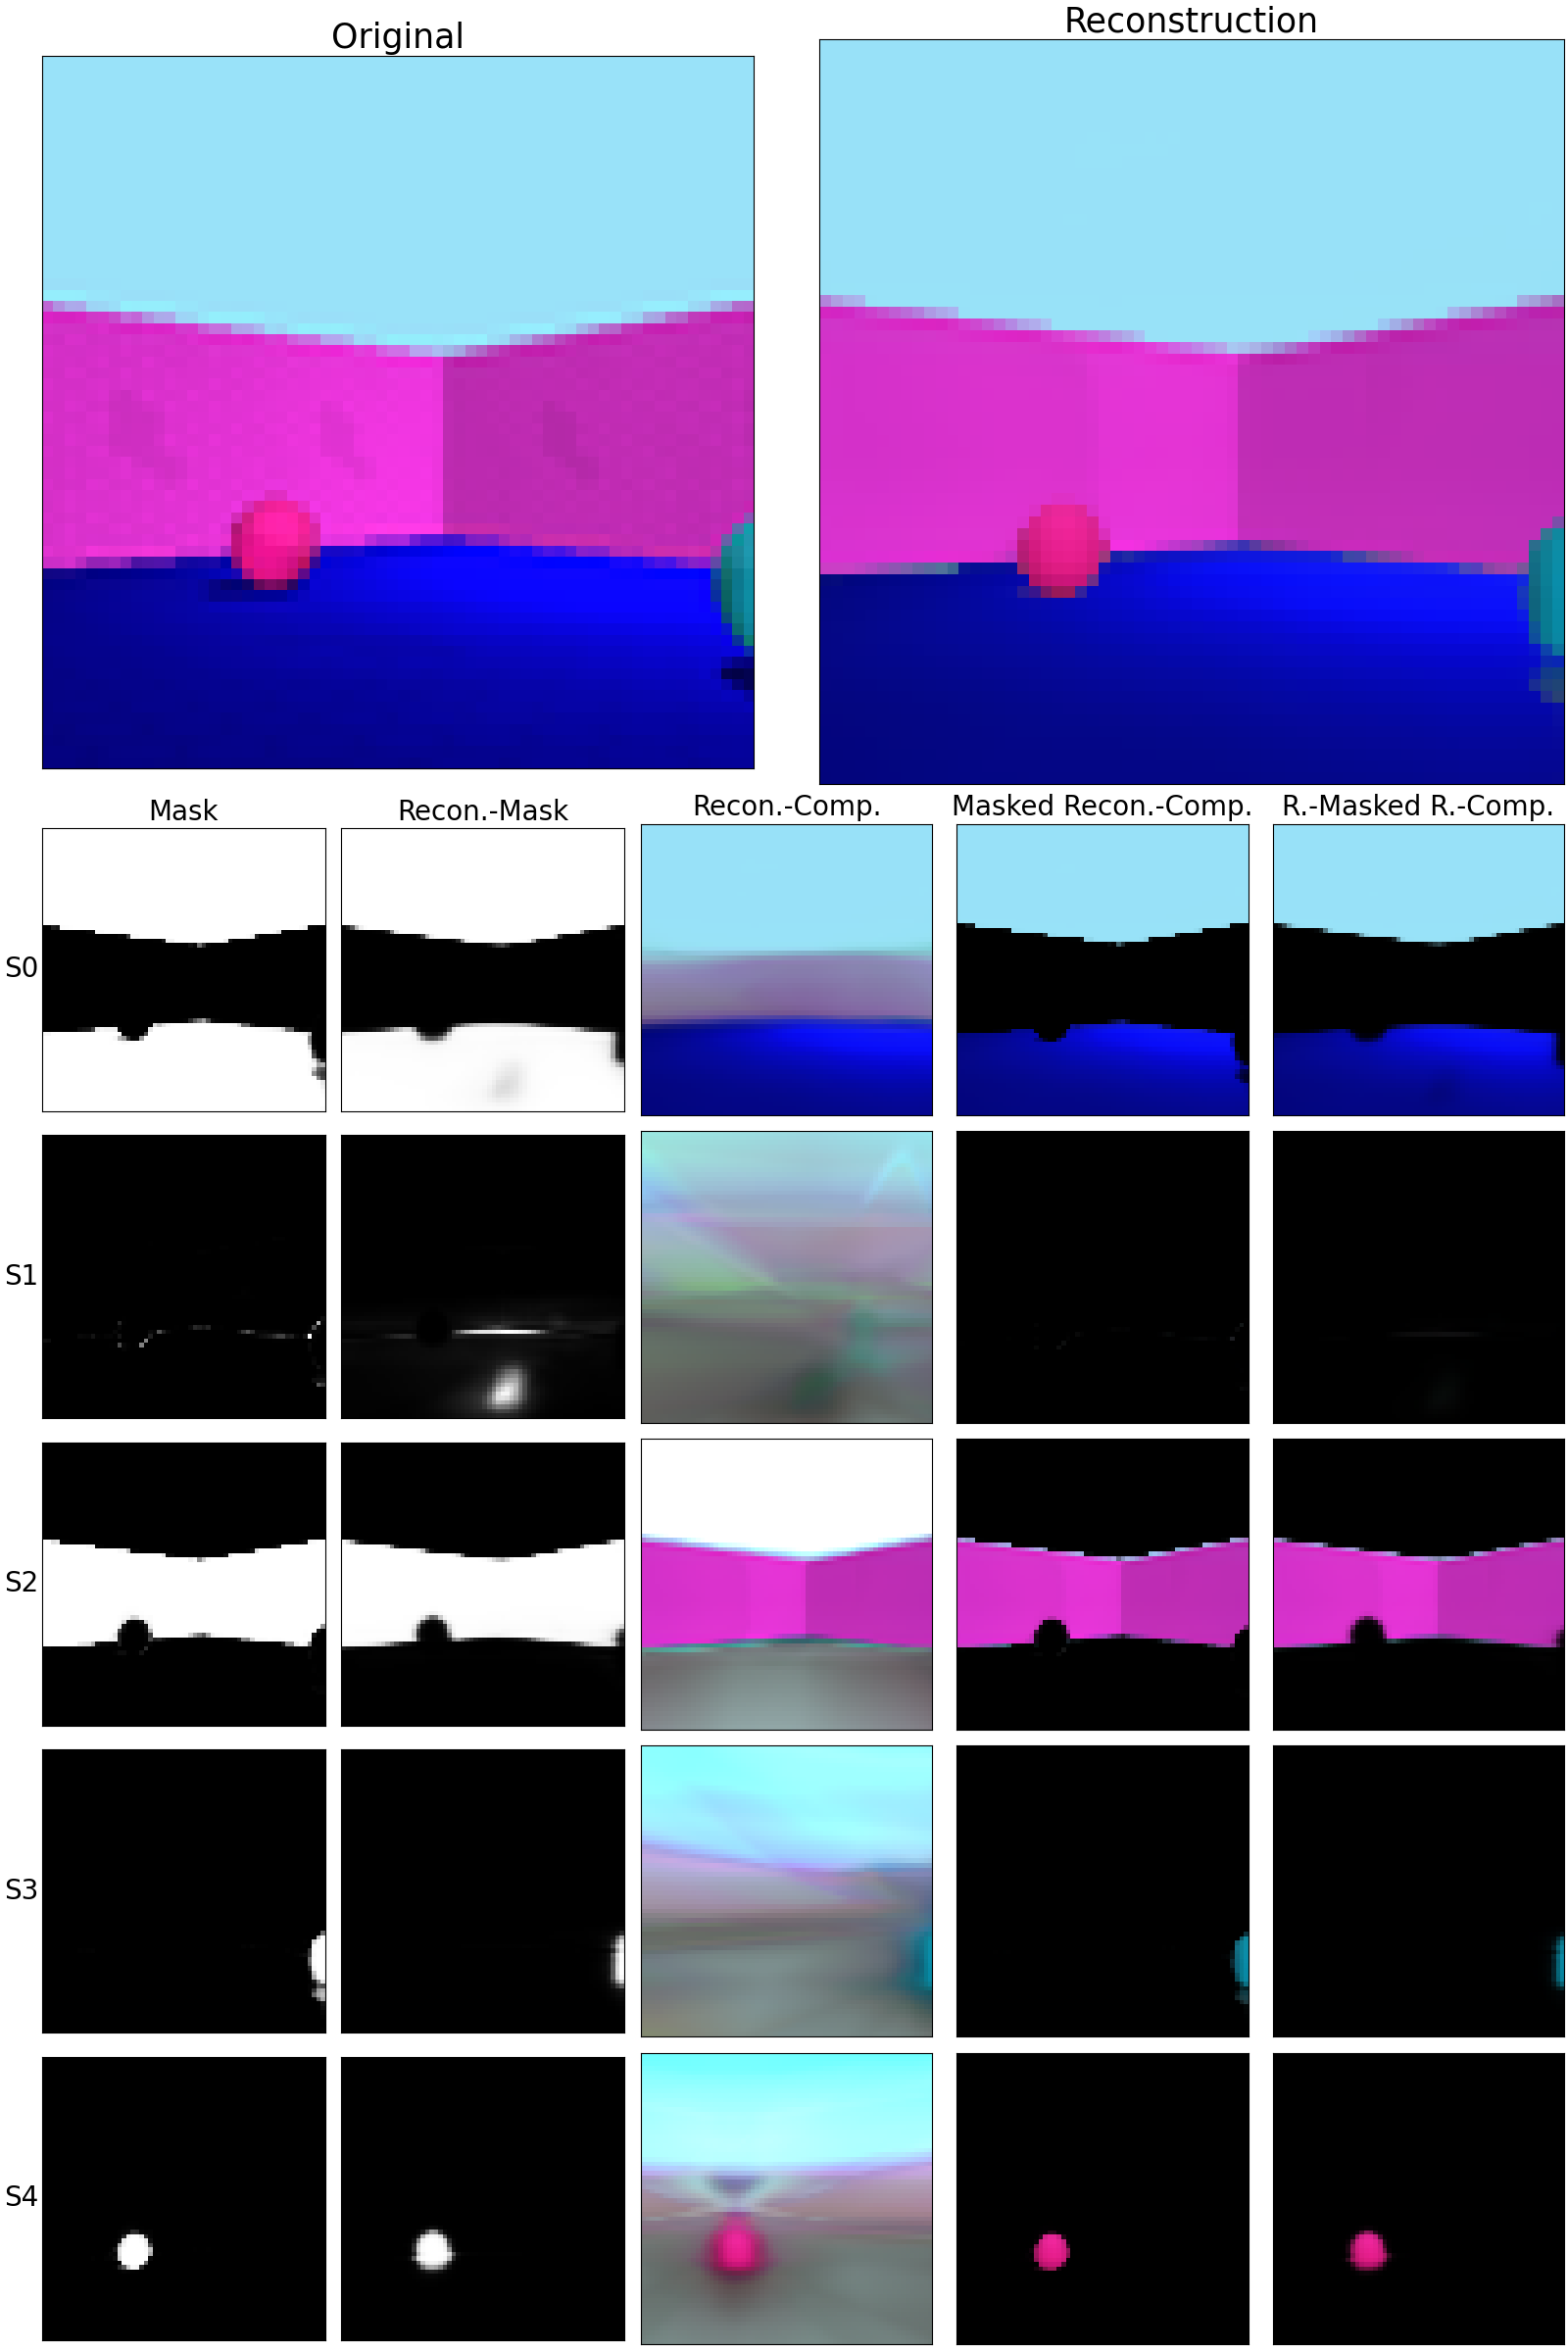 Original
Reconstruction
Mask
Recon.-Mask
Recon.-Comp.
Masked Recon.-Comp.
R.-Masked R.-Comp.
S0
S1
S2
S3
S4